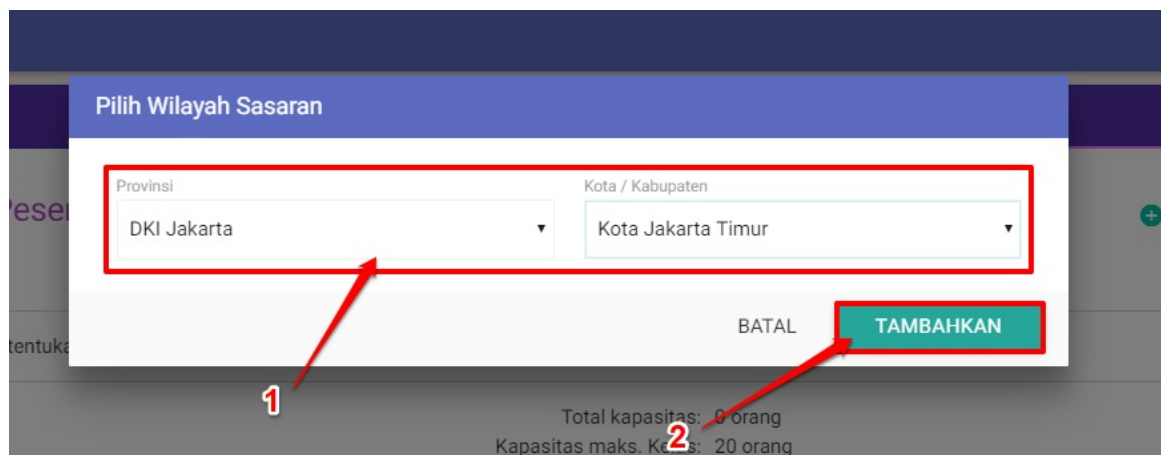 Pilih Wilayah Sasaran
Provinsi
Kota / Kabupaten
DKI Jakarta
Kota Jakarta Timur
BATAL
TAMBAHKAN
1
Total kapasitas: 0 orang
2
Kapasitas maks. 20 orang